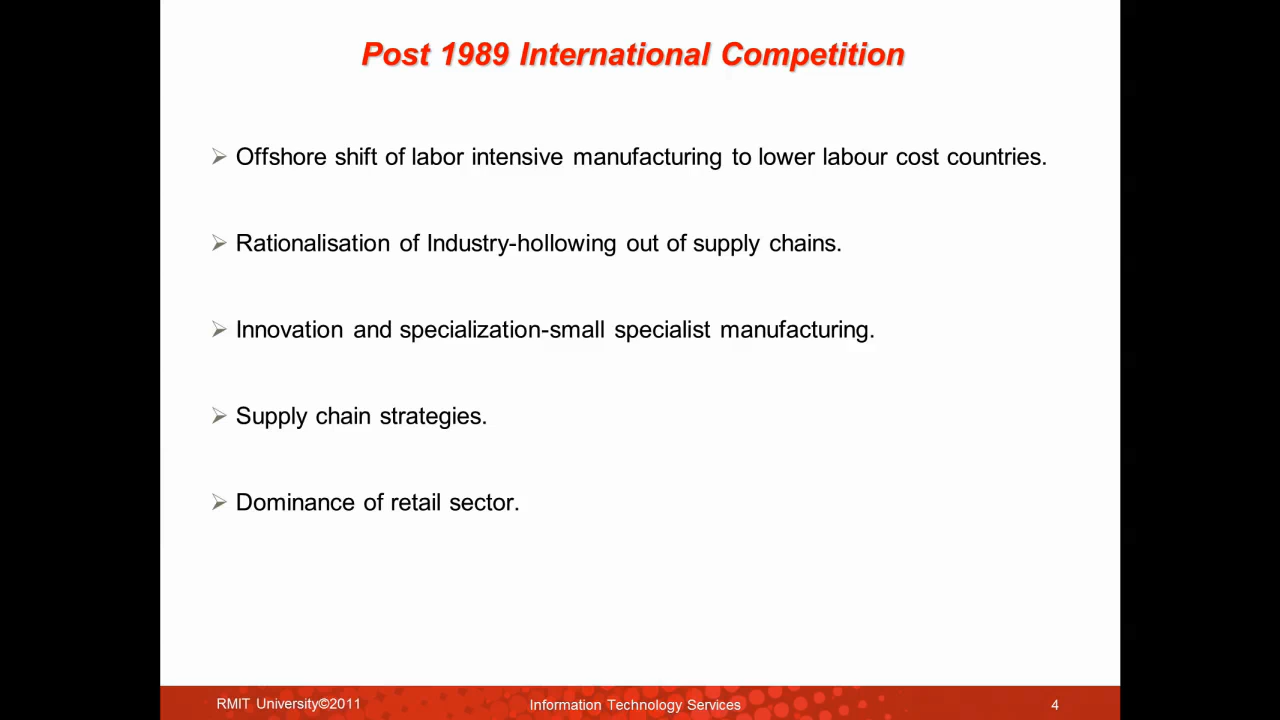 Post 1989 International Competition
Offshore shift of labor intensive manufacturing to lower labour cost countries.
Rationalisation of Industry-hollowing out of supply chains.
Innovation and specialization-small specialist manufacturing.
Supply chain strategies.
Dominance of retail sector.
RMIT University©2011
Information Technology Services
4